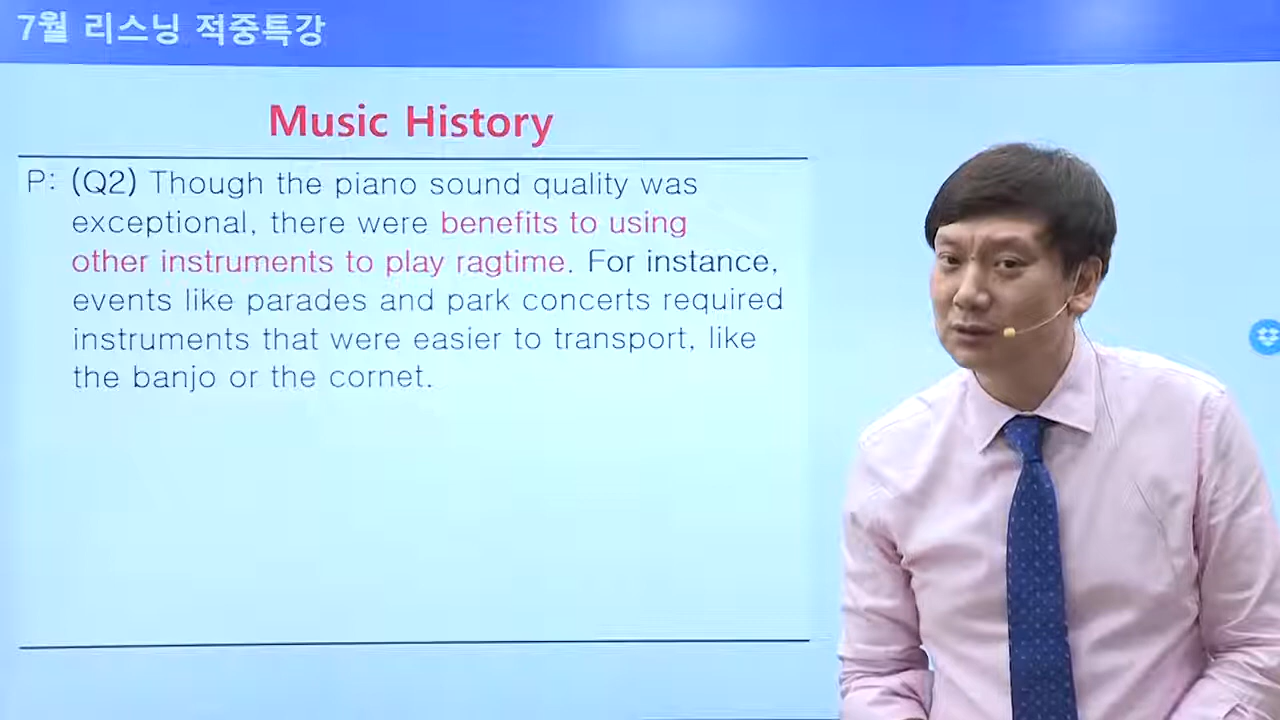 7월 리스닝 적중특강
Music History
P: (Q2) Though the piano sound quality was
exceptional, there were benefits to using
other instruments to play ragtime. For instance,
events like parades and park concerts required
instruments that were easier to transport, like
the banjo or the cornet.